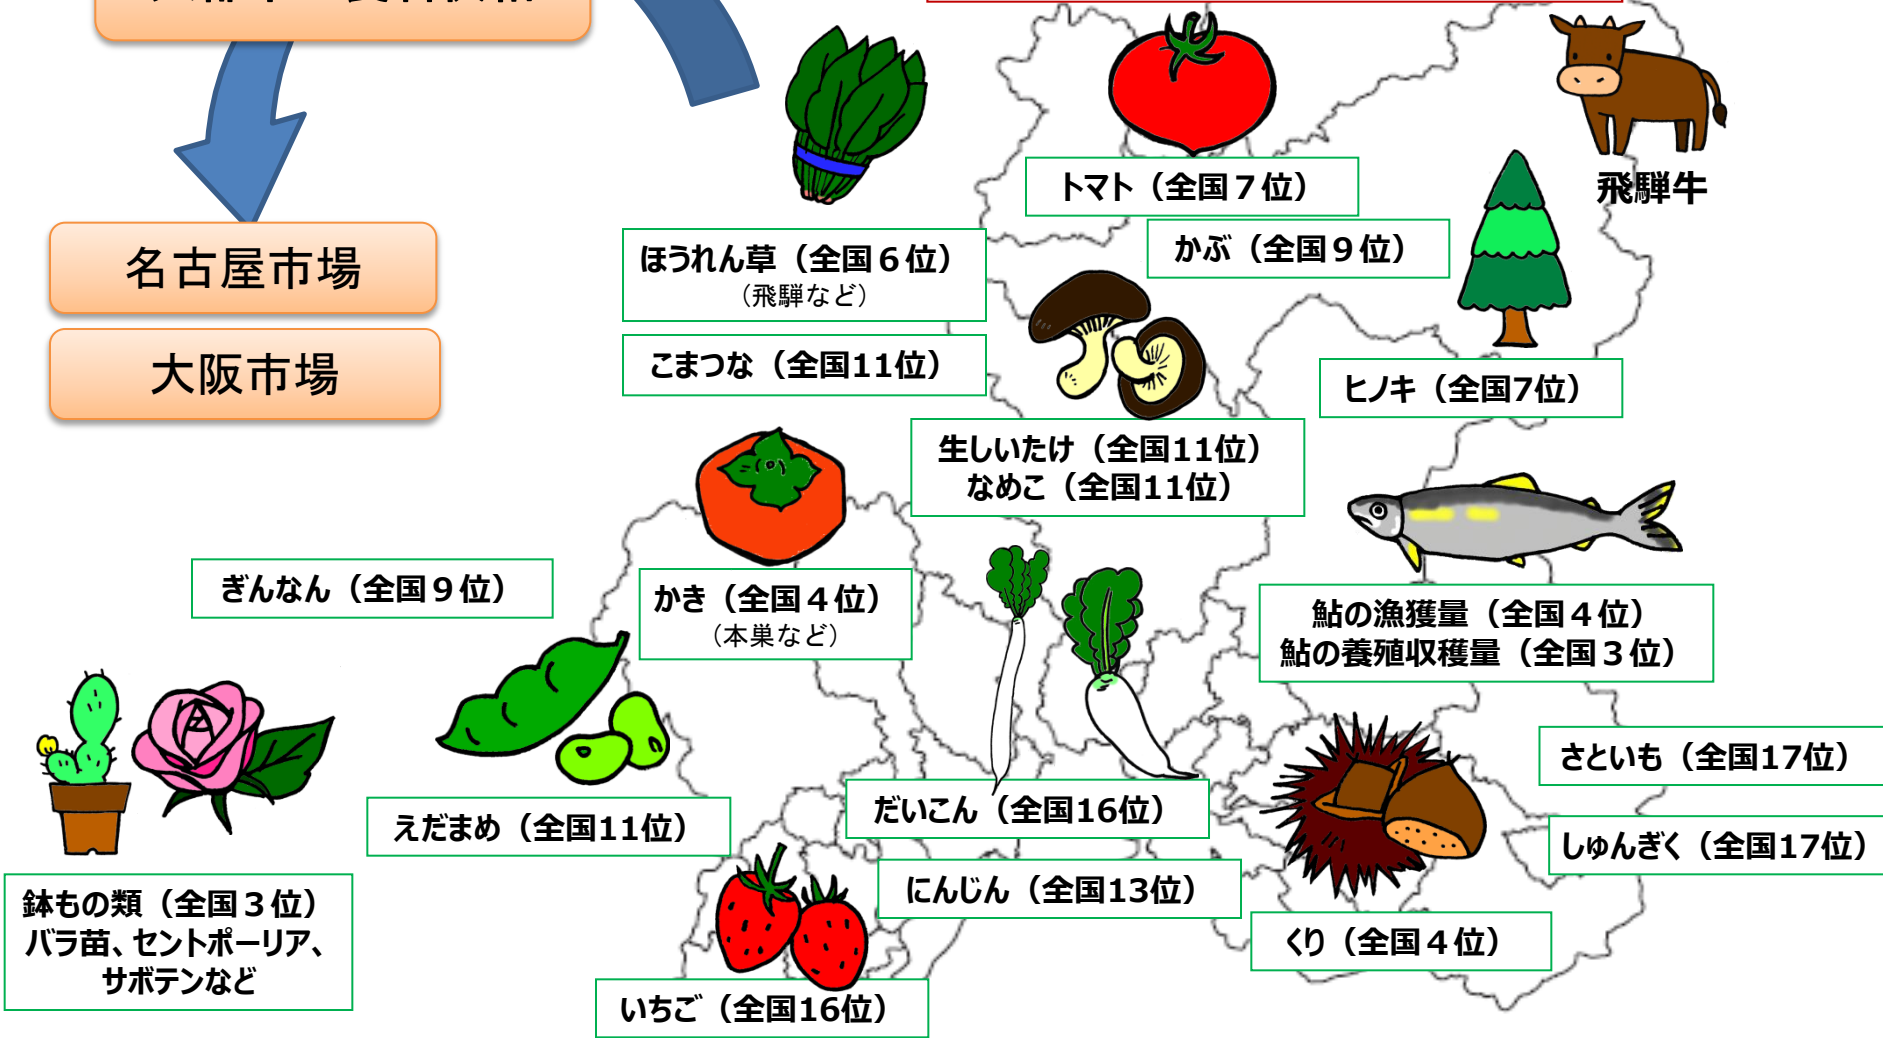 名古屋市場
大阪市場
飛騨牛
トマト（全国７位）
かぶ（全国９位）
ほうれん草（全国６位）
（飛騨など）
こまつな（全国11位）
ヒノキ（全国7位）
生しいたけ（全国11位）
なめこ（全国11位）
ぎんなん（全国９位）
かき（全国４位）
（本巣など）
鮎の漁獲量（全国４位）
鮎の養殖収穫量（全国３位）
さといも（全国17位）
えだまめ（全国11位）
だいこん（全国16位）
しゅんぎく（全国17位）
にんじん（全国13位）
鉢もの類（全国３位）
バラ苗、セントポーリア、
サボテンなど
くり（全国４位）
いちご（全国16位）